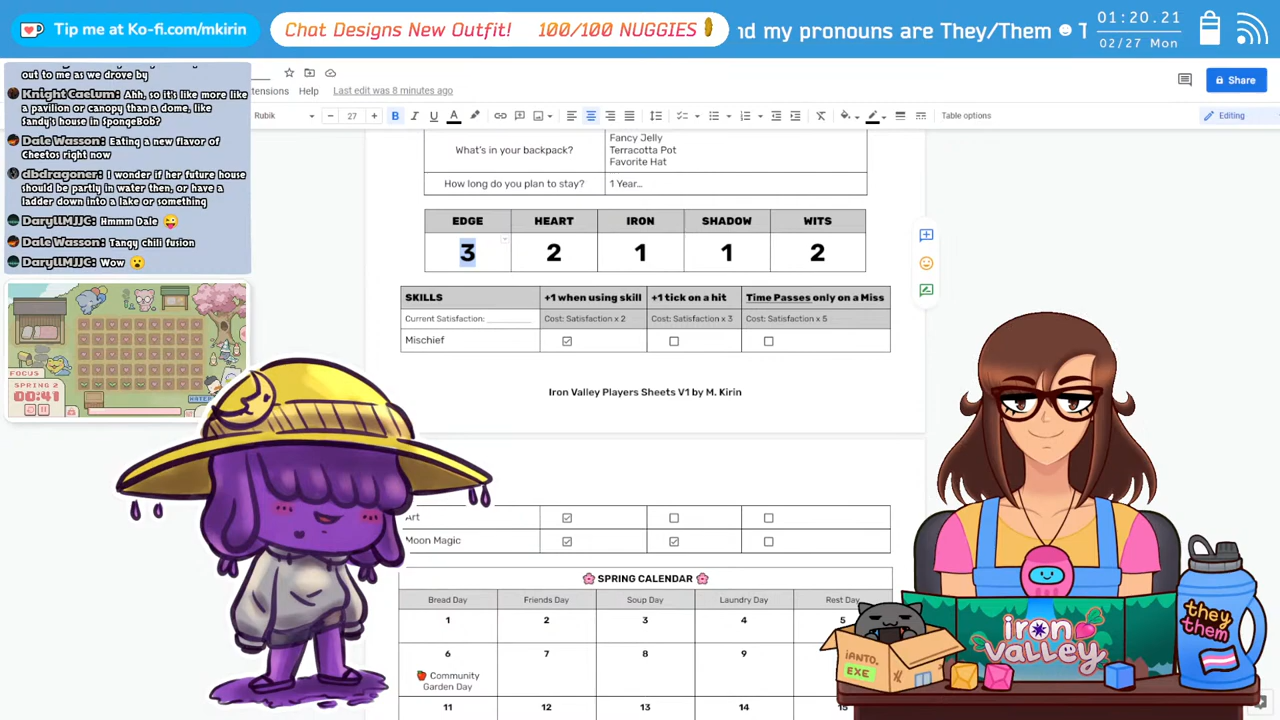 Tip me at Ko-fi.com/mkirin
Chat Designs New Outfit! 100/100 NUGGIES
d my pronouns are They/Them ☻ T
01:20.21
02/27 Mon
out to me as we drove by
Knight Caelum: Ahh, so it's like more like
a pavilion or canopy than a dome, like
Sandy's house in SpongeBob?
Dale Wasson: Eating a new flavor of
Cheetos right now
dbdragoner: I wonder if her future house
should be partly in water then, or have a
ladder down into a lake or something
DaryllMJJC: Hmmm Dale 😜
Dale Wasson: Tangy chili fusion
DaryllMJJC: Wow 😮
tensions Help Last edit was 8 minutes ago
Share
Rubik
27
B I U A
Table options
Editing
What's in your backpack?
Fancy Jelly
Terracotta Pot
Favorite Hat
How long do you plan to stay? 1 Year...
EDGE HEART IRON SHADOW WITS
3 2 1 1 2
SKILLS +1 when using skill +1 tick on a hit Time Passes only on a Miss
Current Satisfaction: ________ Cost: Satisfaction x 2 Cost: Satisfaction x 3 Cost: Satisfaction x 5
Mischief ☑ ☐ ☐
Iron Valley Players Sheets V1 by M. Kirin
Art ☑ ☐ ☐
Moon Magic ☑ ☑ ☐
🌸 SPRING CALENDAR 🌸
Bread Day Friends Day Soup Day Laundry Day Rest Day
1 2 3 4 5
6 7 8 9
🍎 Community
Garden Day
11 12 13 14 15
FOCUS
SPRING 2
00:41
iron
valley
iANTO.
EXE
they
them